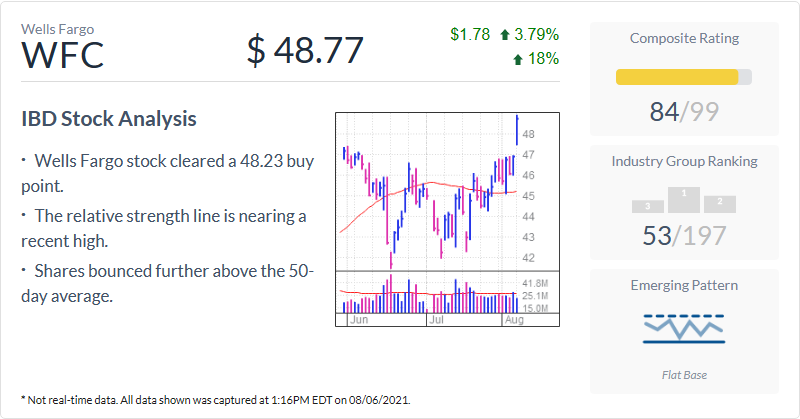 Wells Fargo
WFC
$ 48.77
$1.78 3.79%
18%
IBD Stock Analysis
· Wells Fargo stock cleared a 48.23 buy
point.
· The relative strength line is nearing a
recent high.
· Shares bounced further above the 50-
day average.
48
47
46
45
44
43
42
41.8M
25.1M
15.0M
Jun Jul Aug
Composite Rating
84/99
Industry Group Ranking
3 1 2
53/197
Emerging Pattern
Flat Base
* Not real-time data. All data shown was captured at 1:16PM EDT on 08/06/2021.